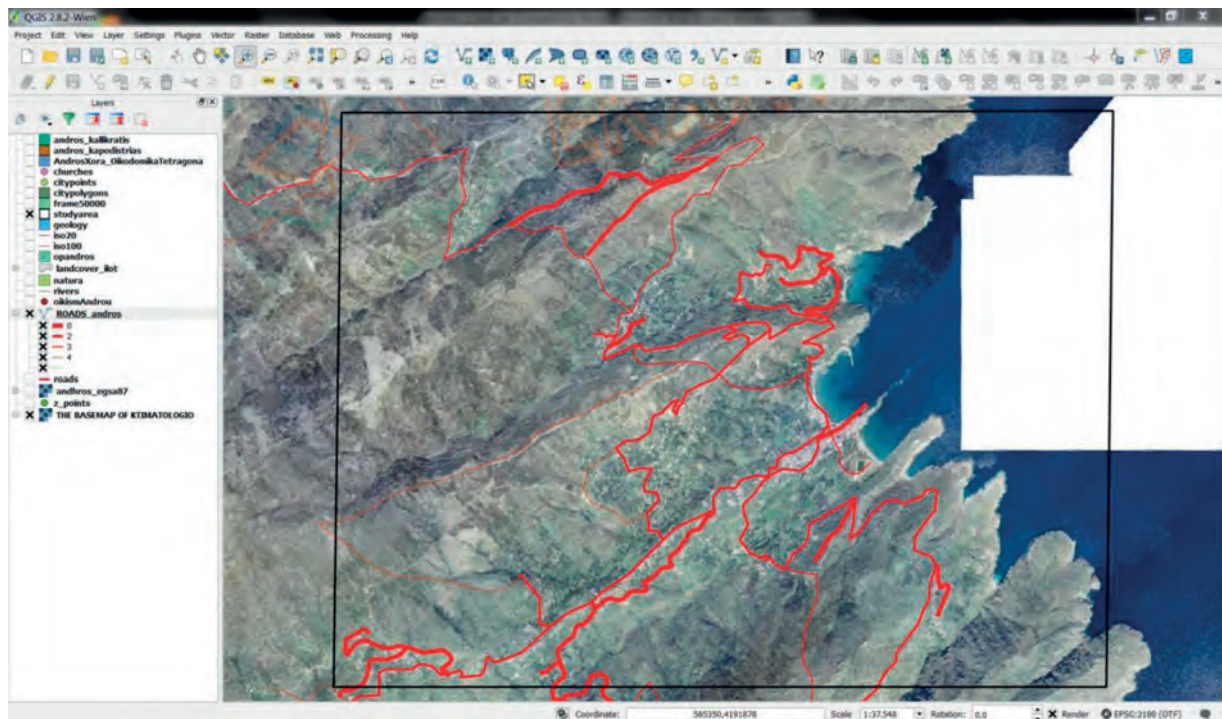 QGIS 2.8.2-Wien
Project Edit View Layer Settings Plugins Vector Raster Database Web Processing Help
Layers
andros_kallikratis
andros_kapodistrias
AndrosXora_OikodomikaTetragona
churches
citypoints
citypolygons
frame50000
studyarea
geology
iso20
iso100
opandros
landcover_ilot
natura
rivers
oikismAndrou
ROADS_andros
0
2
3
4
roads
andhros_egsa87
z_points
THE BASEMAP OF KTIMATOLOGIO
Coordinate: 585350,4191878 Scale 1:37.548 Rotation: 0,0 Render EPSG:2100 (OTF)